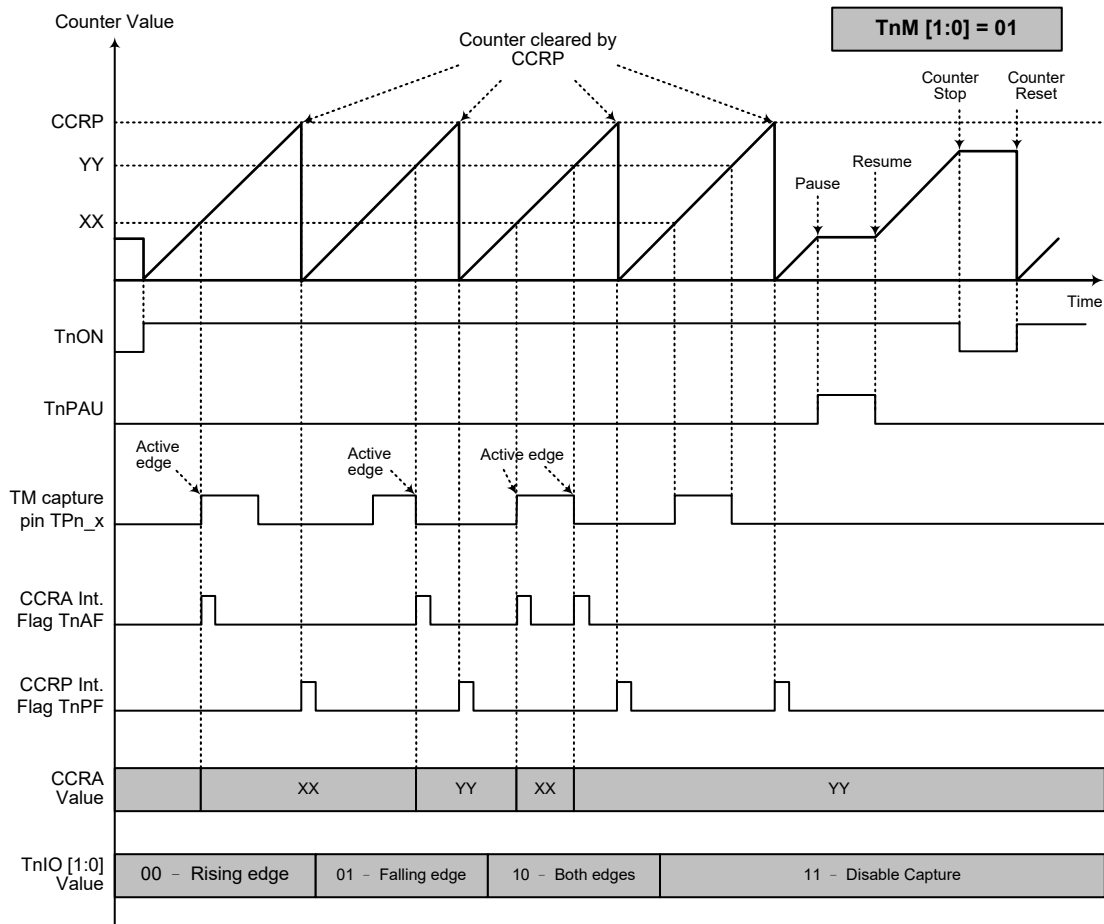 Counter Value
TnM [1:0] = 01
Counter cleared by
CCRP
Counter
Stop
Counter
Reset
CCRP
YY
XX
Pause
Resume
Time
TnON
TnPAU
Active
edge
Active
edge
Active edge
TM capture
pin TPn_x
CCRA Int.
Flag TnAF
CCRP Int.
Flag TnPF
CCRA
Value
XX
YY
XX
YY
TnIO [1:0]
Value
00 - Rising edge
01 - Falling edge
10 - Both edges
11 - Disable Capture